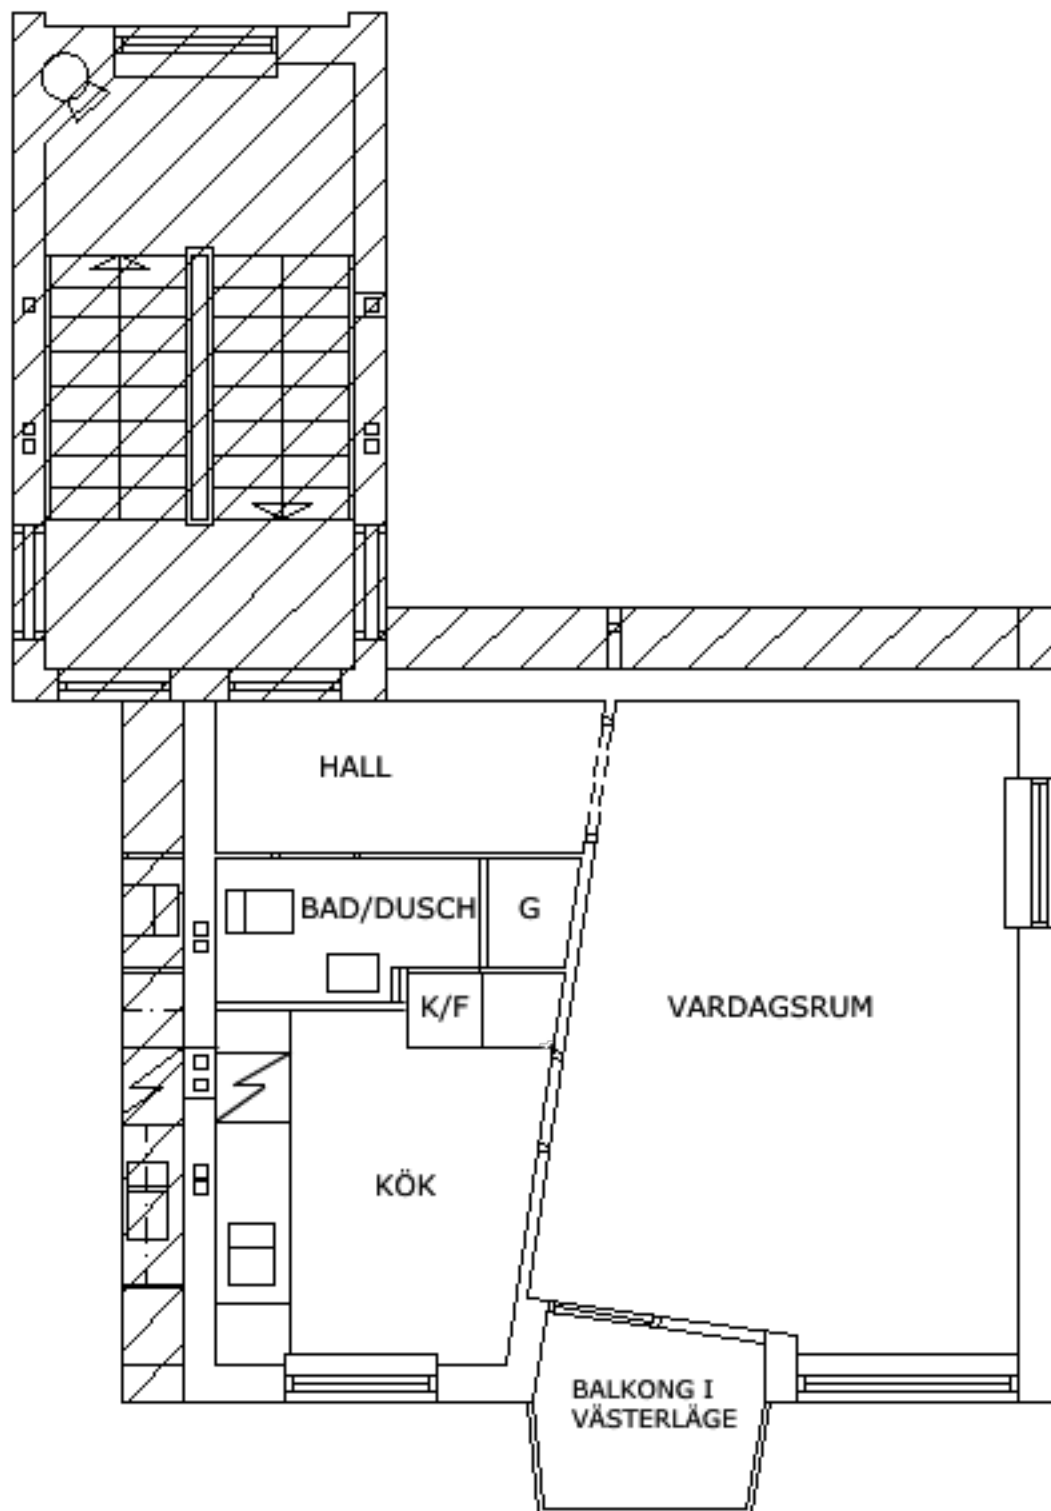 HALL
BAD/DUSCH
G
K/F
VARDAGSRUM
KÖK
BALKONG I
VÄSTERLÄGE